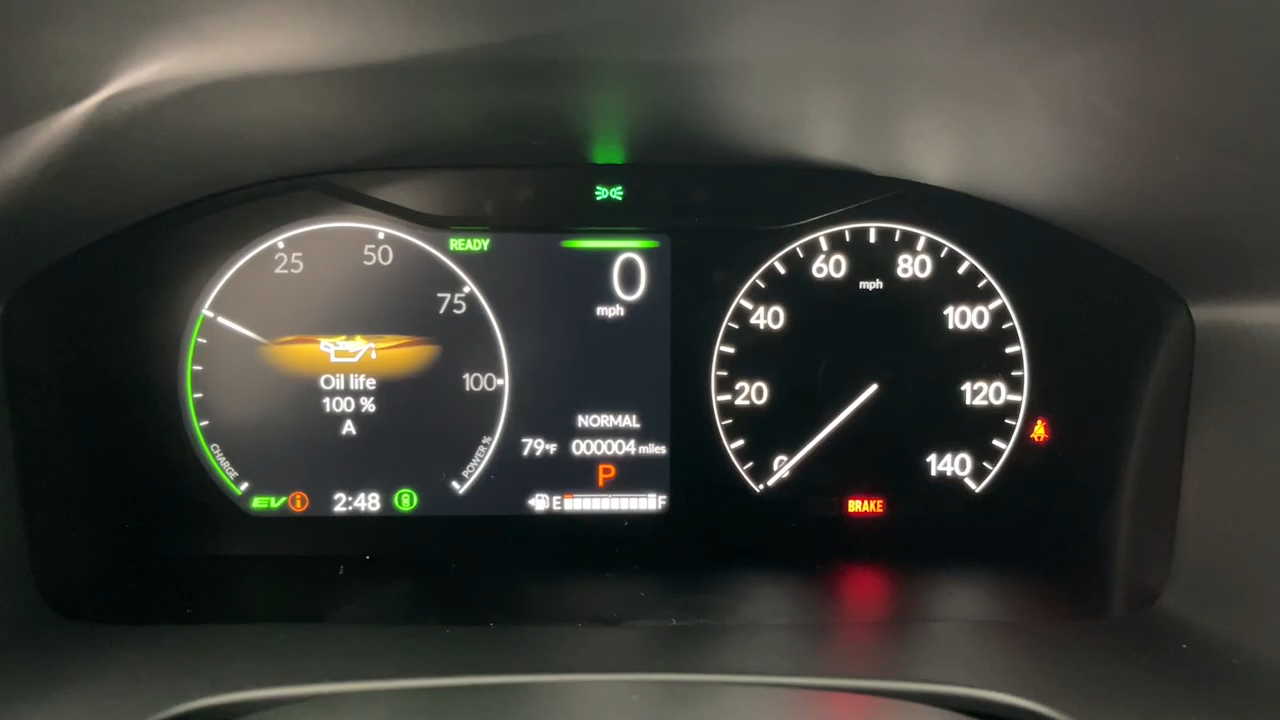 READY
25
50
75
100
Oil life
100 %
A
CHARGE
POWER %
EV
2:48
0
mph
NORMAL
79°F 000004 miles
P
E F
0
20
40
60
80
100
120
140
mph
BRAKE